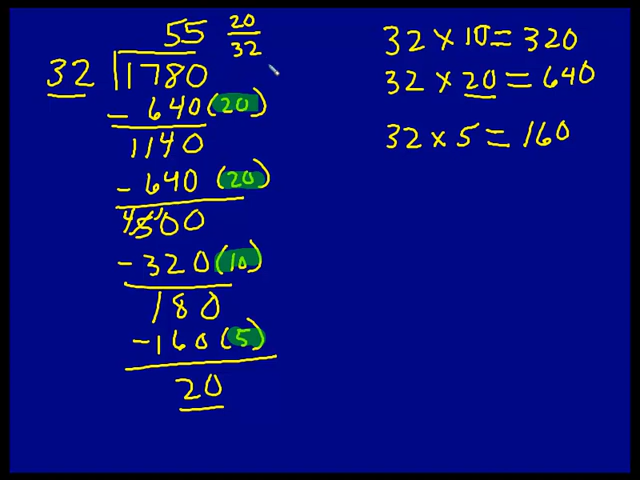 55 20/32
32 1780
- 640 (20)
1140
- 640 (20)
500
- 320 (10)
180
- 160 (5)
20
32 × 10 = 320
32 × 20 = 640
32 × 5 = 160